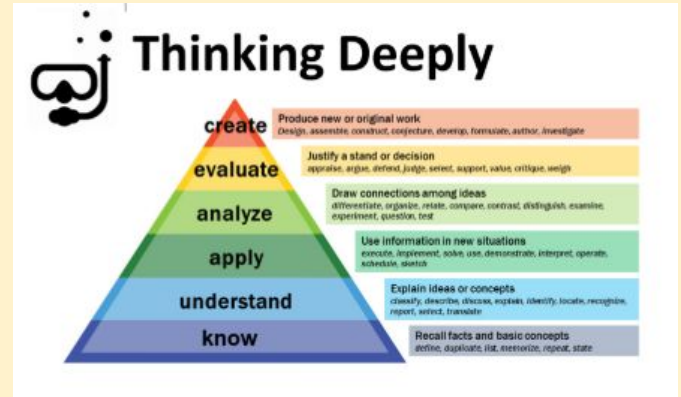 Thinking Deeply
create
Produce new or original work
Design, assemble, construct, conjecture, develop, formulate, author, investigate
evaluate
Justify a stand or decision
appraise, argue, defend, judge, select, support, value, critique, weigh
analyze
Draw connections among ideas
differentiate, organize, relate, compare, contrast, distinguish, examine,
experiment, question, test
apply
Use information in new situations
execute, implement, solve, use, demonstrate, interpret, operate,
schedule, sketch
understand
Explain ideas or concepts
classify, describe, discuss, explain, identify, locate, recognize,
report, select, translate
know
Recall facts and basic concepts
define, duplicate, list, memorize, repeat, state